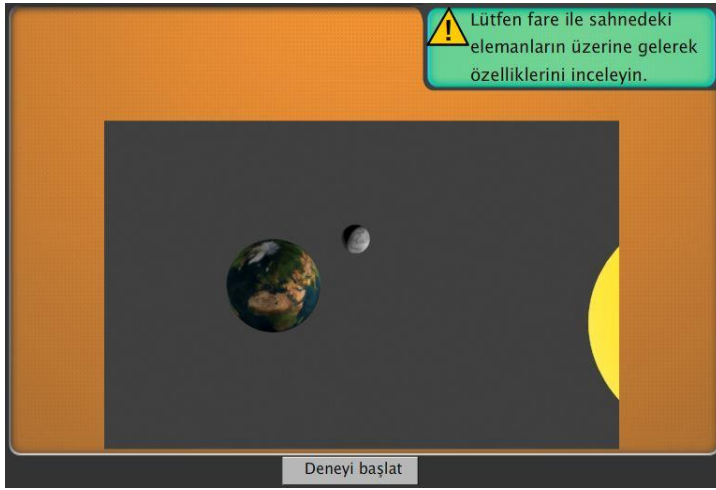 Lütfen fare ile sahnedeki
elemanların üzerine gelerek
özelliklerini inceleyin.
Deneyi başlat